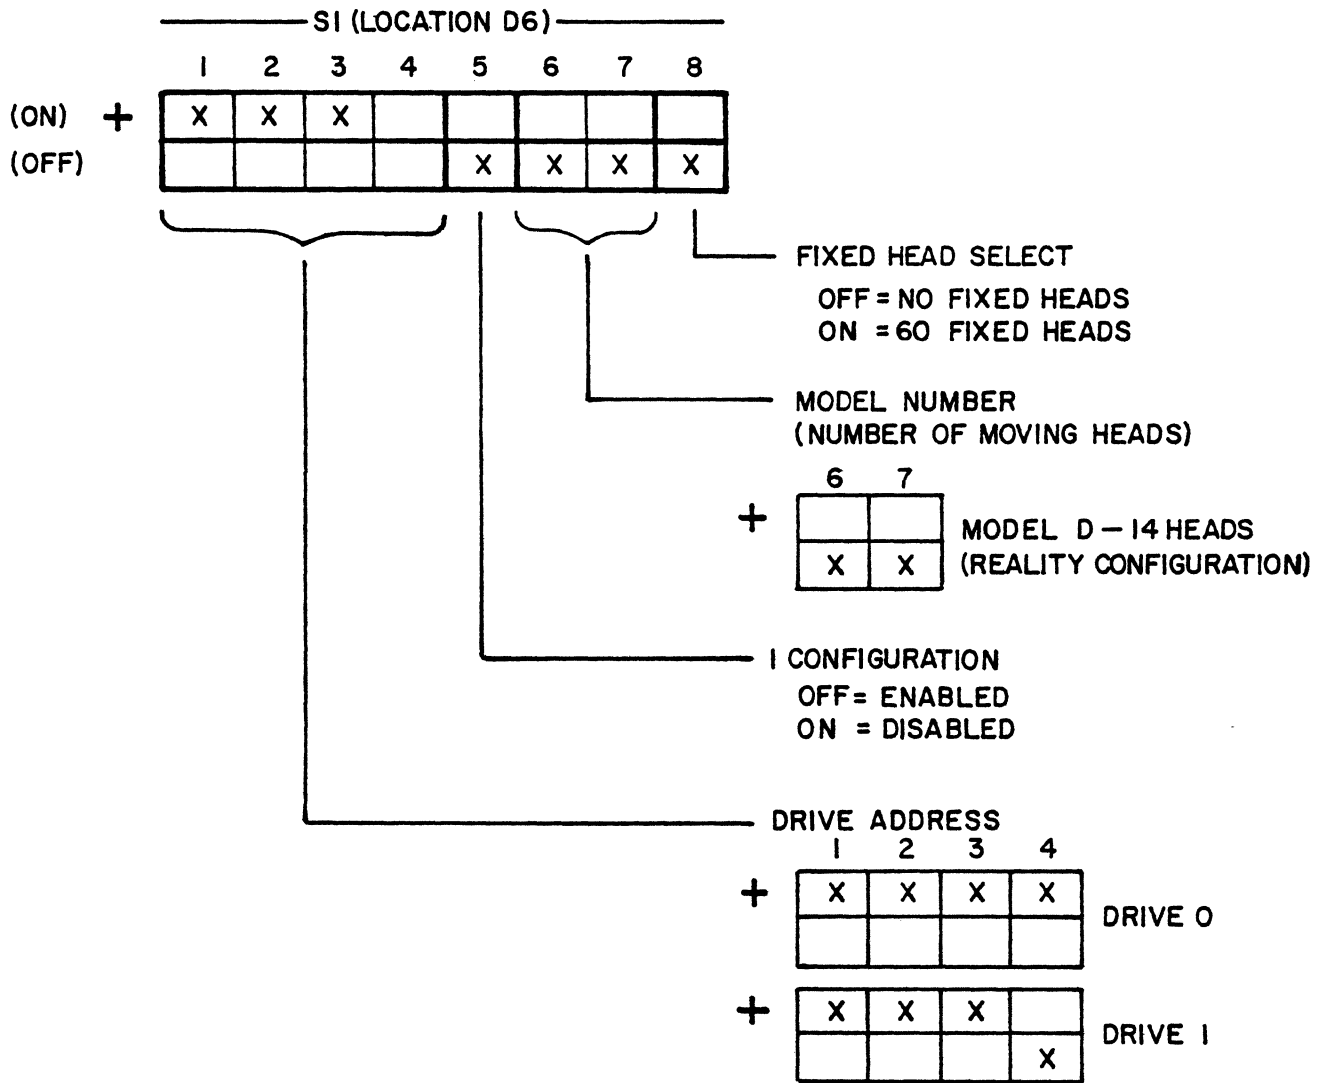 S1 (LOCATION D6)
1 2 3 4 5 6 7 8
(ON) + X X X
(OFF) X X X X
FIXED HEAD SELECT
OFF = NO FIXED HEADS
ON = 60 FIXED HEADS
MODEL NUMBER
(NUMBER OF MOVING HEADS)
6 7
+
MODEL D – 14 HEADS
X X (REALITY CONFIGURATION)
I CONFIGURATION
OFF = ENABLED
ON = DISABLED
DRIVE ADDRESS
1 2 3 4
+ X X X X
DRIVE 0
+ X X X
DRIVE 1
X